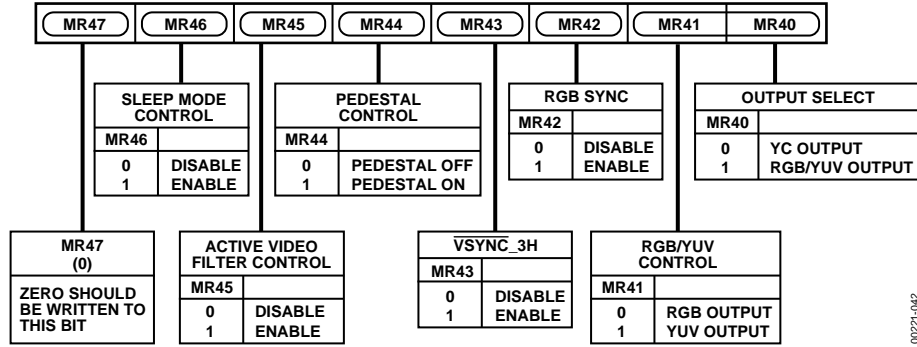 MR47 MR46 MR45 MR44 MR43 MR42 MR41 MR40
SLEEP MODE
CONTROL
MR46
0 DISABLE
1 ENABLE
PEDESTAL
CONTROL
MR44
0 PEDESTAL OFF
1 PEDESTAL ON
RGB SYNC
MR42
0 DISABLE
1 ENABLE
OUTPUT SELECT
MR40
0 YC OUTPUT
1 RGB/YUV OUTPUT
MR47
(0)
ZERO SHOULD
BE WRITTEN TO
THIS BIT
ACTIVE VIDEO
FILTER CONTROL
MR45
0 DISABLE
1 ENABLE
VSYNC_3H
MR43
0 DISABLE
1 ENABLE
RGB/YUV
CONTROL
MR41
0 RGB OUTPUT
1 YUV OUTPUT
00221-042